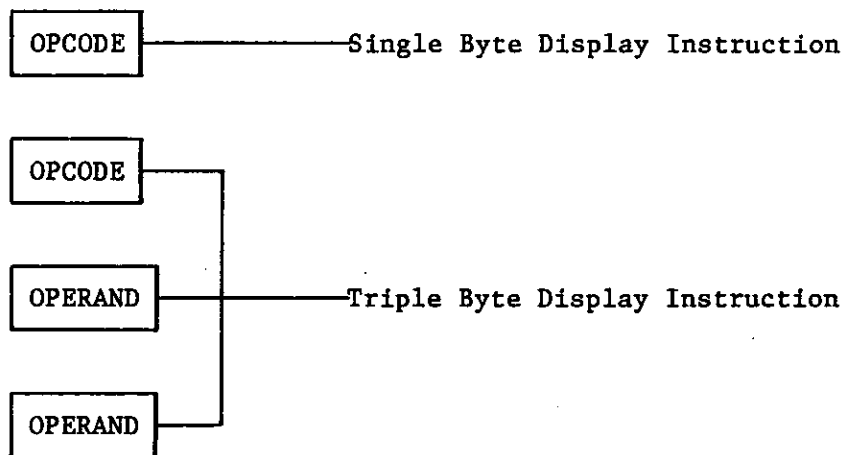 OPCODE Single Byte Display Instruction
OPCODE
OPERAND Triple Byte Display Instruction
OPERAND